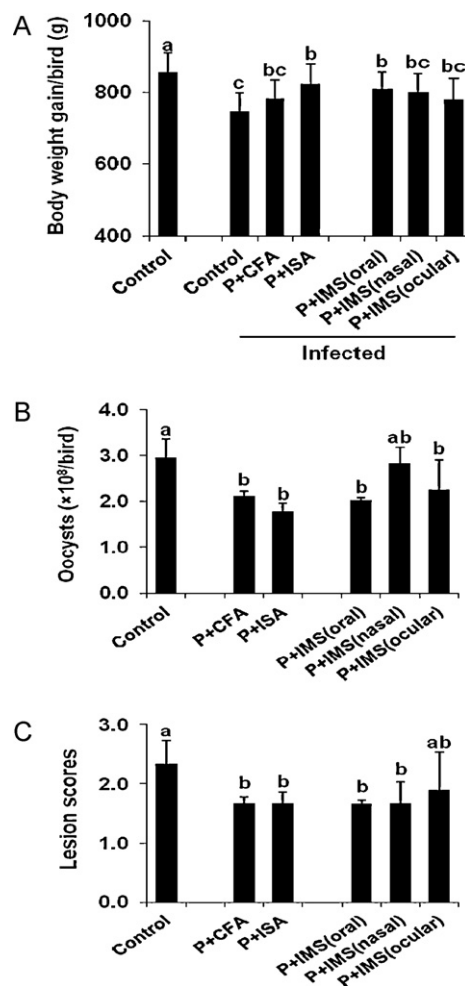 A
Body weight gain/bird (g)
1000
800
600
400
a
c
bc
b
b
bc
bc
Control
Control
P+CFA
P+ISA
P+IMS(oral)
P+IMS(nasal)
P+IMS(ocular)
Infected
B
Oocysts (×10⁸/bird)
4.0
3.0
2.0
1.0
0.0
a
b
b
b
ab
b
Control
P+CFA
P+ISA
P+IMS(oral)
P+IMS(nasal)
P+IMS(ocular)
C
Lesion scores
3.0
2.0
1.0
0.0
a
b
b
b
b
ab
Control
P+CFA
P+ISA
P+IMS(oral)
P+IMS(nasal)
P+IMS(ocular)